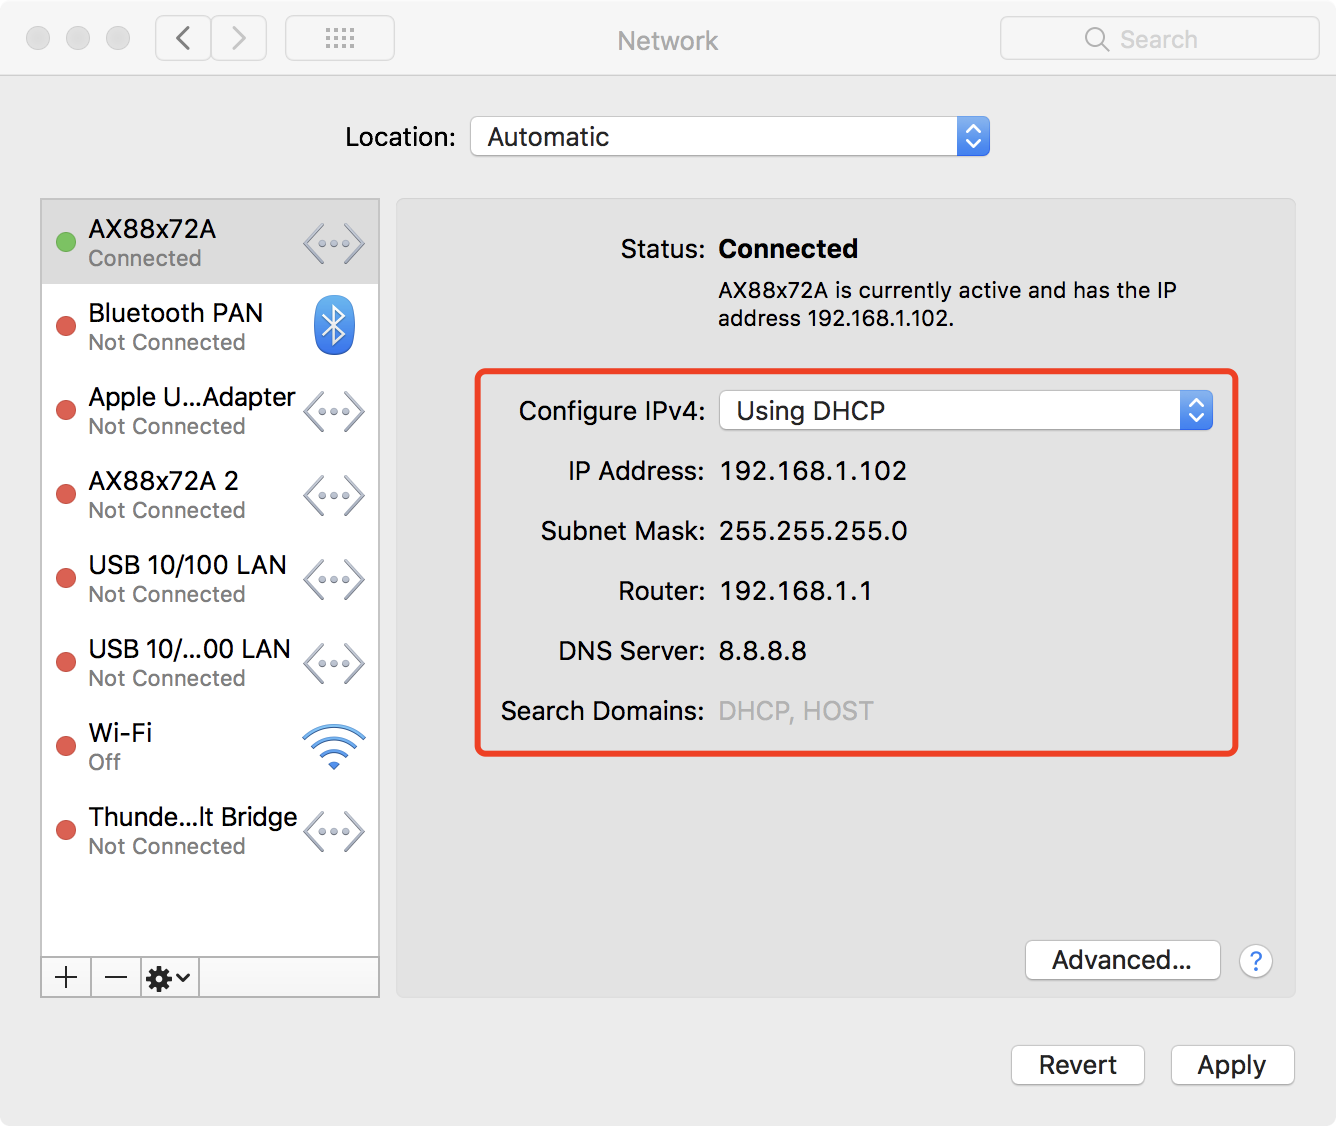 Network
Search
Location: Automatic
AX88x72A
Connected
Bluetooth PAN
Not Connected
Apple U...Adapter
Not Connected
AX88x72A 2
Not Connected
USB 10/100 LAN
Not Connected
USB 10/...00 LAN
Not Connected
Wi-Fi
Off
Thunde...lt Bridge
Not Connected
Status: Connected
AX88x72A is currently active and has the IP
address 192.168.1.102.
Configure IPv4: Using DHCP
IP Address: 192.168.1.102
Subnet Mask: 255.255.255.0
Router: 192.168.1.1
DNS Server: 8.8.8.8
Search Domains: DHCP, HOST
Advanced... ?
Revert Apply